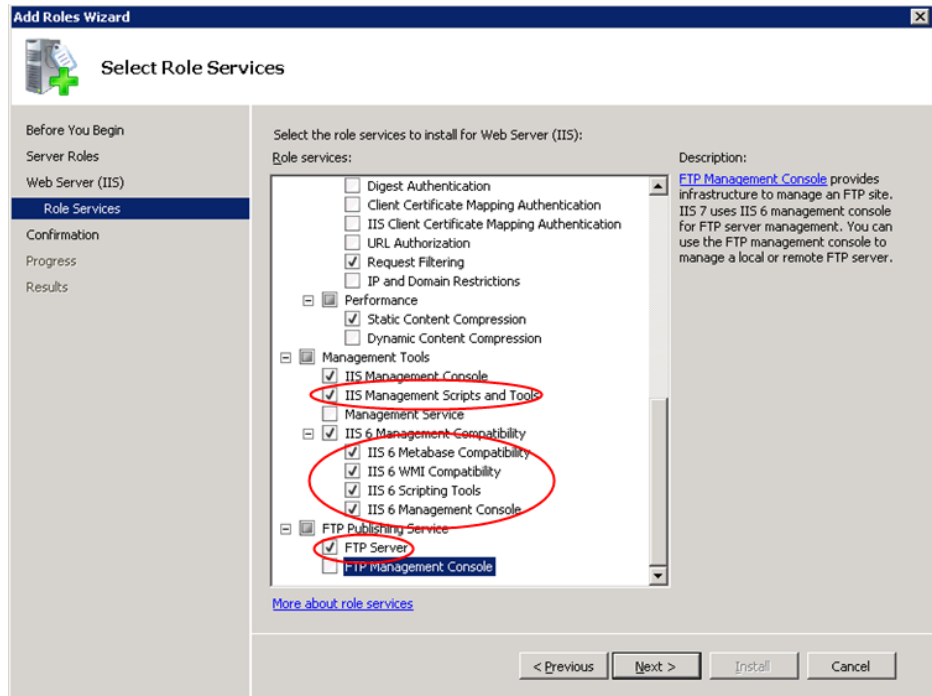 Add Roles Wizard
Select Role Services
Before You Begin
Server Roles
Web Server (IIS)
Role Services
Confirmation
Progress
Results
Select the role services to install for Web Server (IIS):
Role services:
Digest Authentication
Client Certificate Mapping Authentication
IIS Client Certificate Mapping Authentication
URL Authorization
Request Filtering
IP and Domain Restrictions
Performance
Static Content Compression
Dynamic Content Compression
Management Tools
IIS Management Console
IIS Management Scripts and Tools
Management Service
IIS 6 Management Compatibility
IIS 6 Metabase Compatibility
IIS 6 WMI Compatibility
IIS 6 Scripting Tools
IIS 6 Management Console
FTP Publishing Service
FTP Server
FTP Management Console
More about role services
Description:
FTP Management Console provides
infrastructure to manage an FTP site.
IIS 7 uses IIS 6 management console
for FTP server management. You can
use the FTP management console to
manage a local or remote FTP server.
< Previous
Next >
Install
Cancel